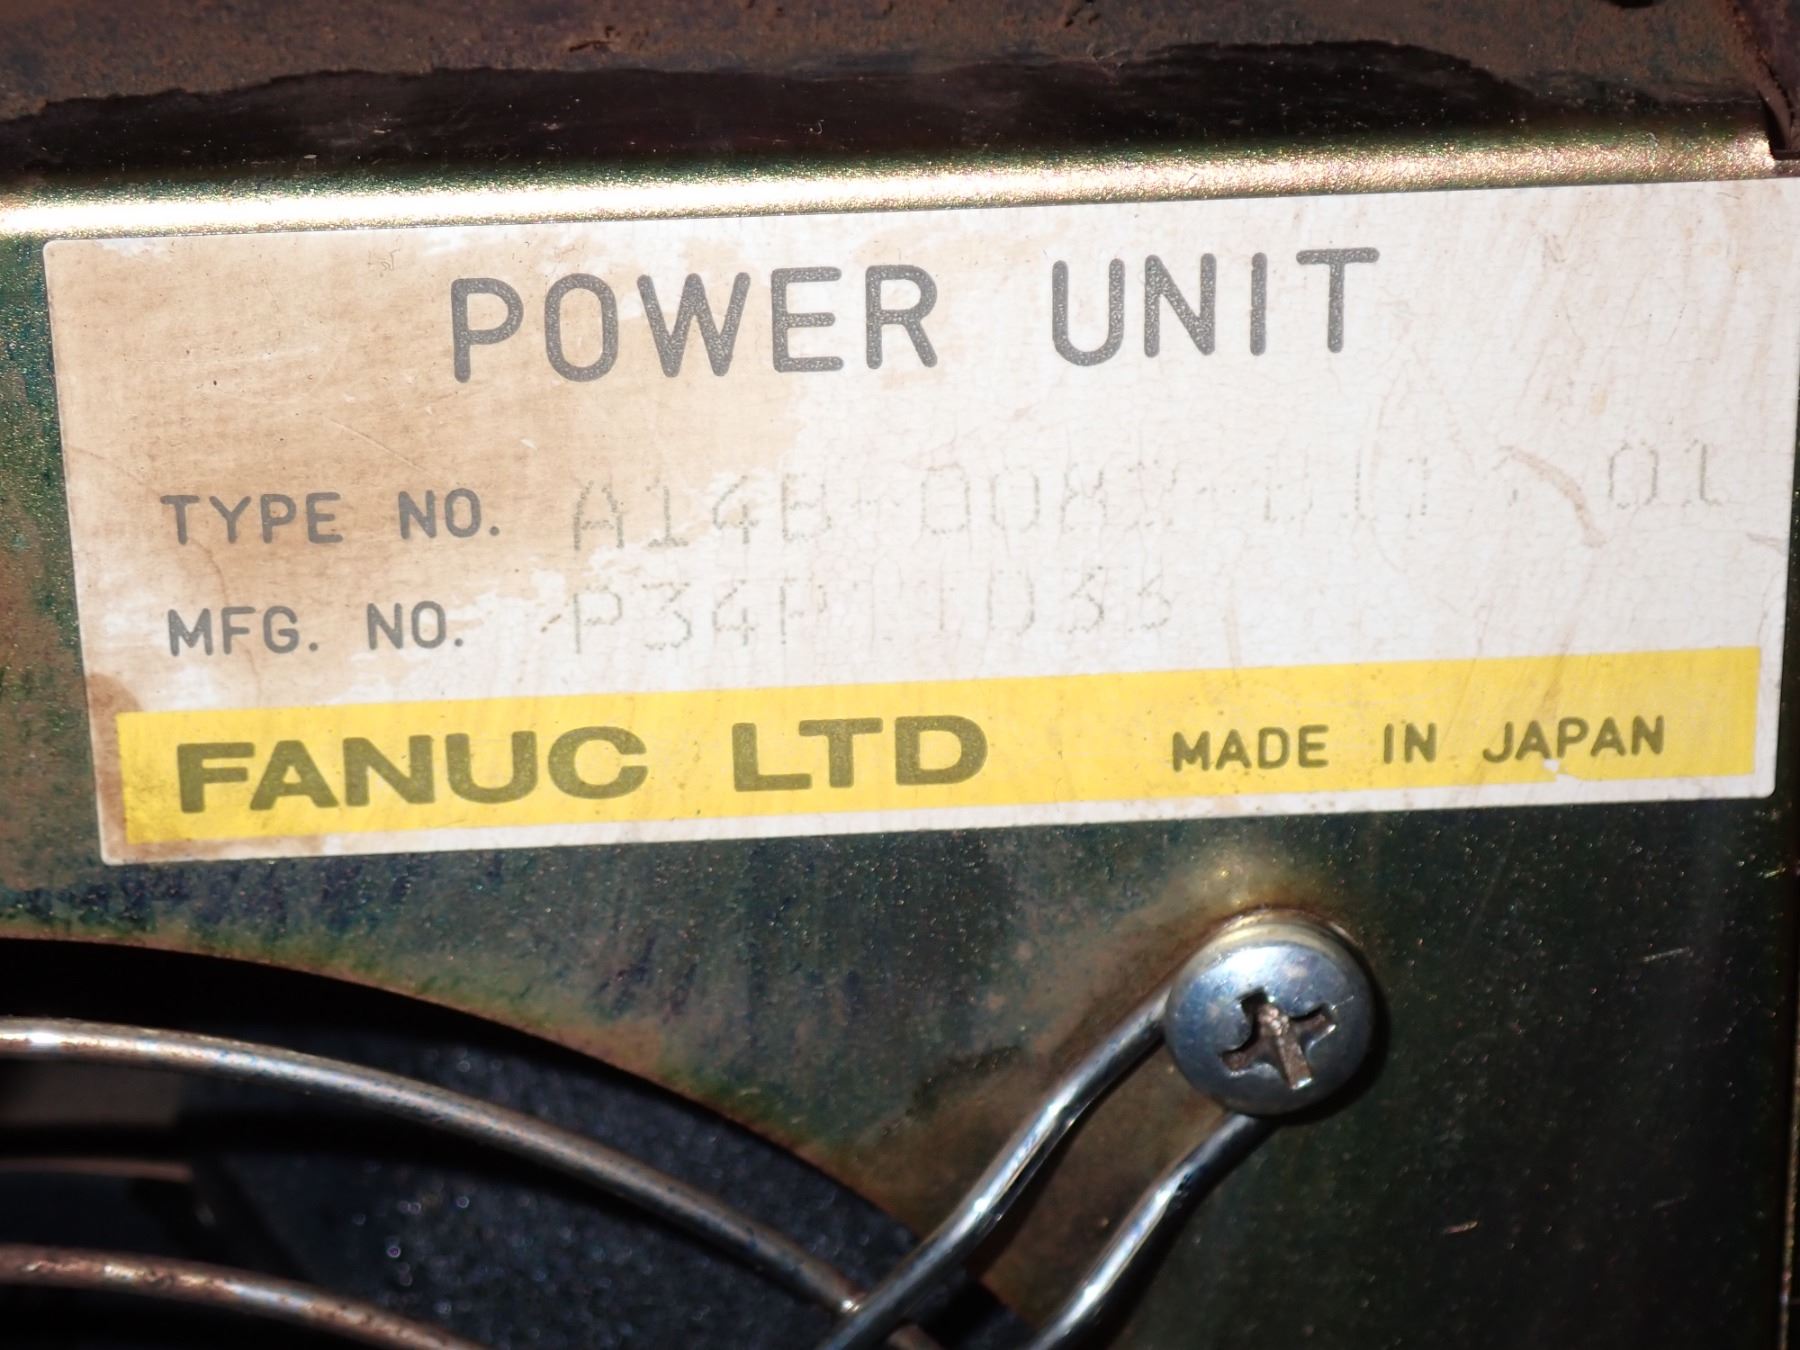 POWER UNIT
TYPE NO.
MFG. NO.
FANUC LTD MADE IN JAPAN